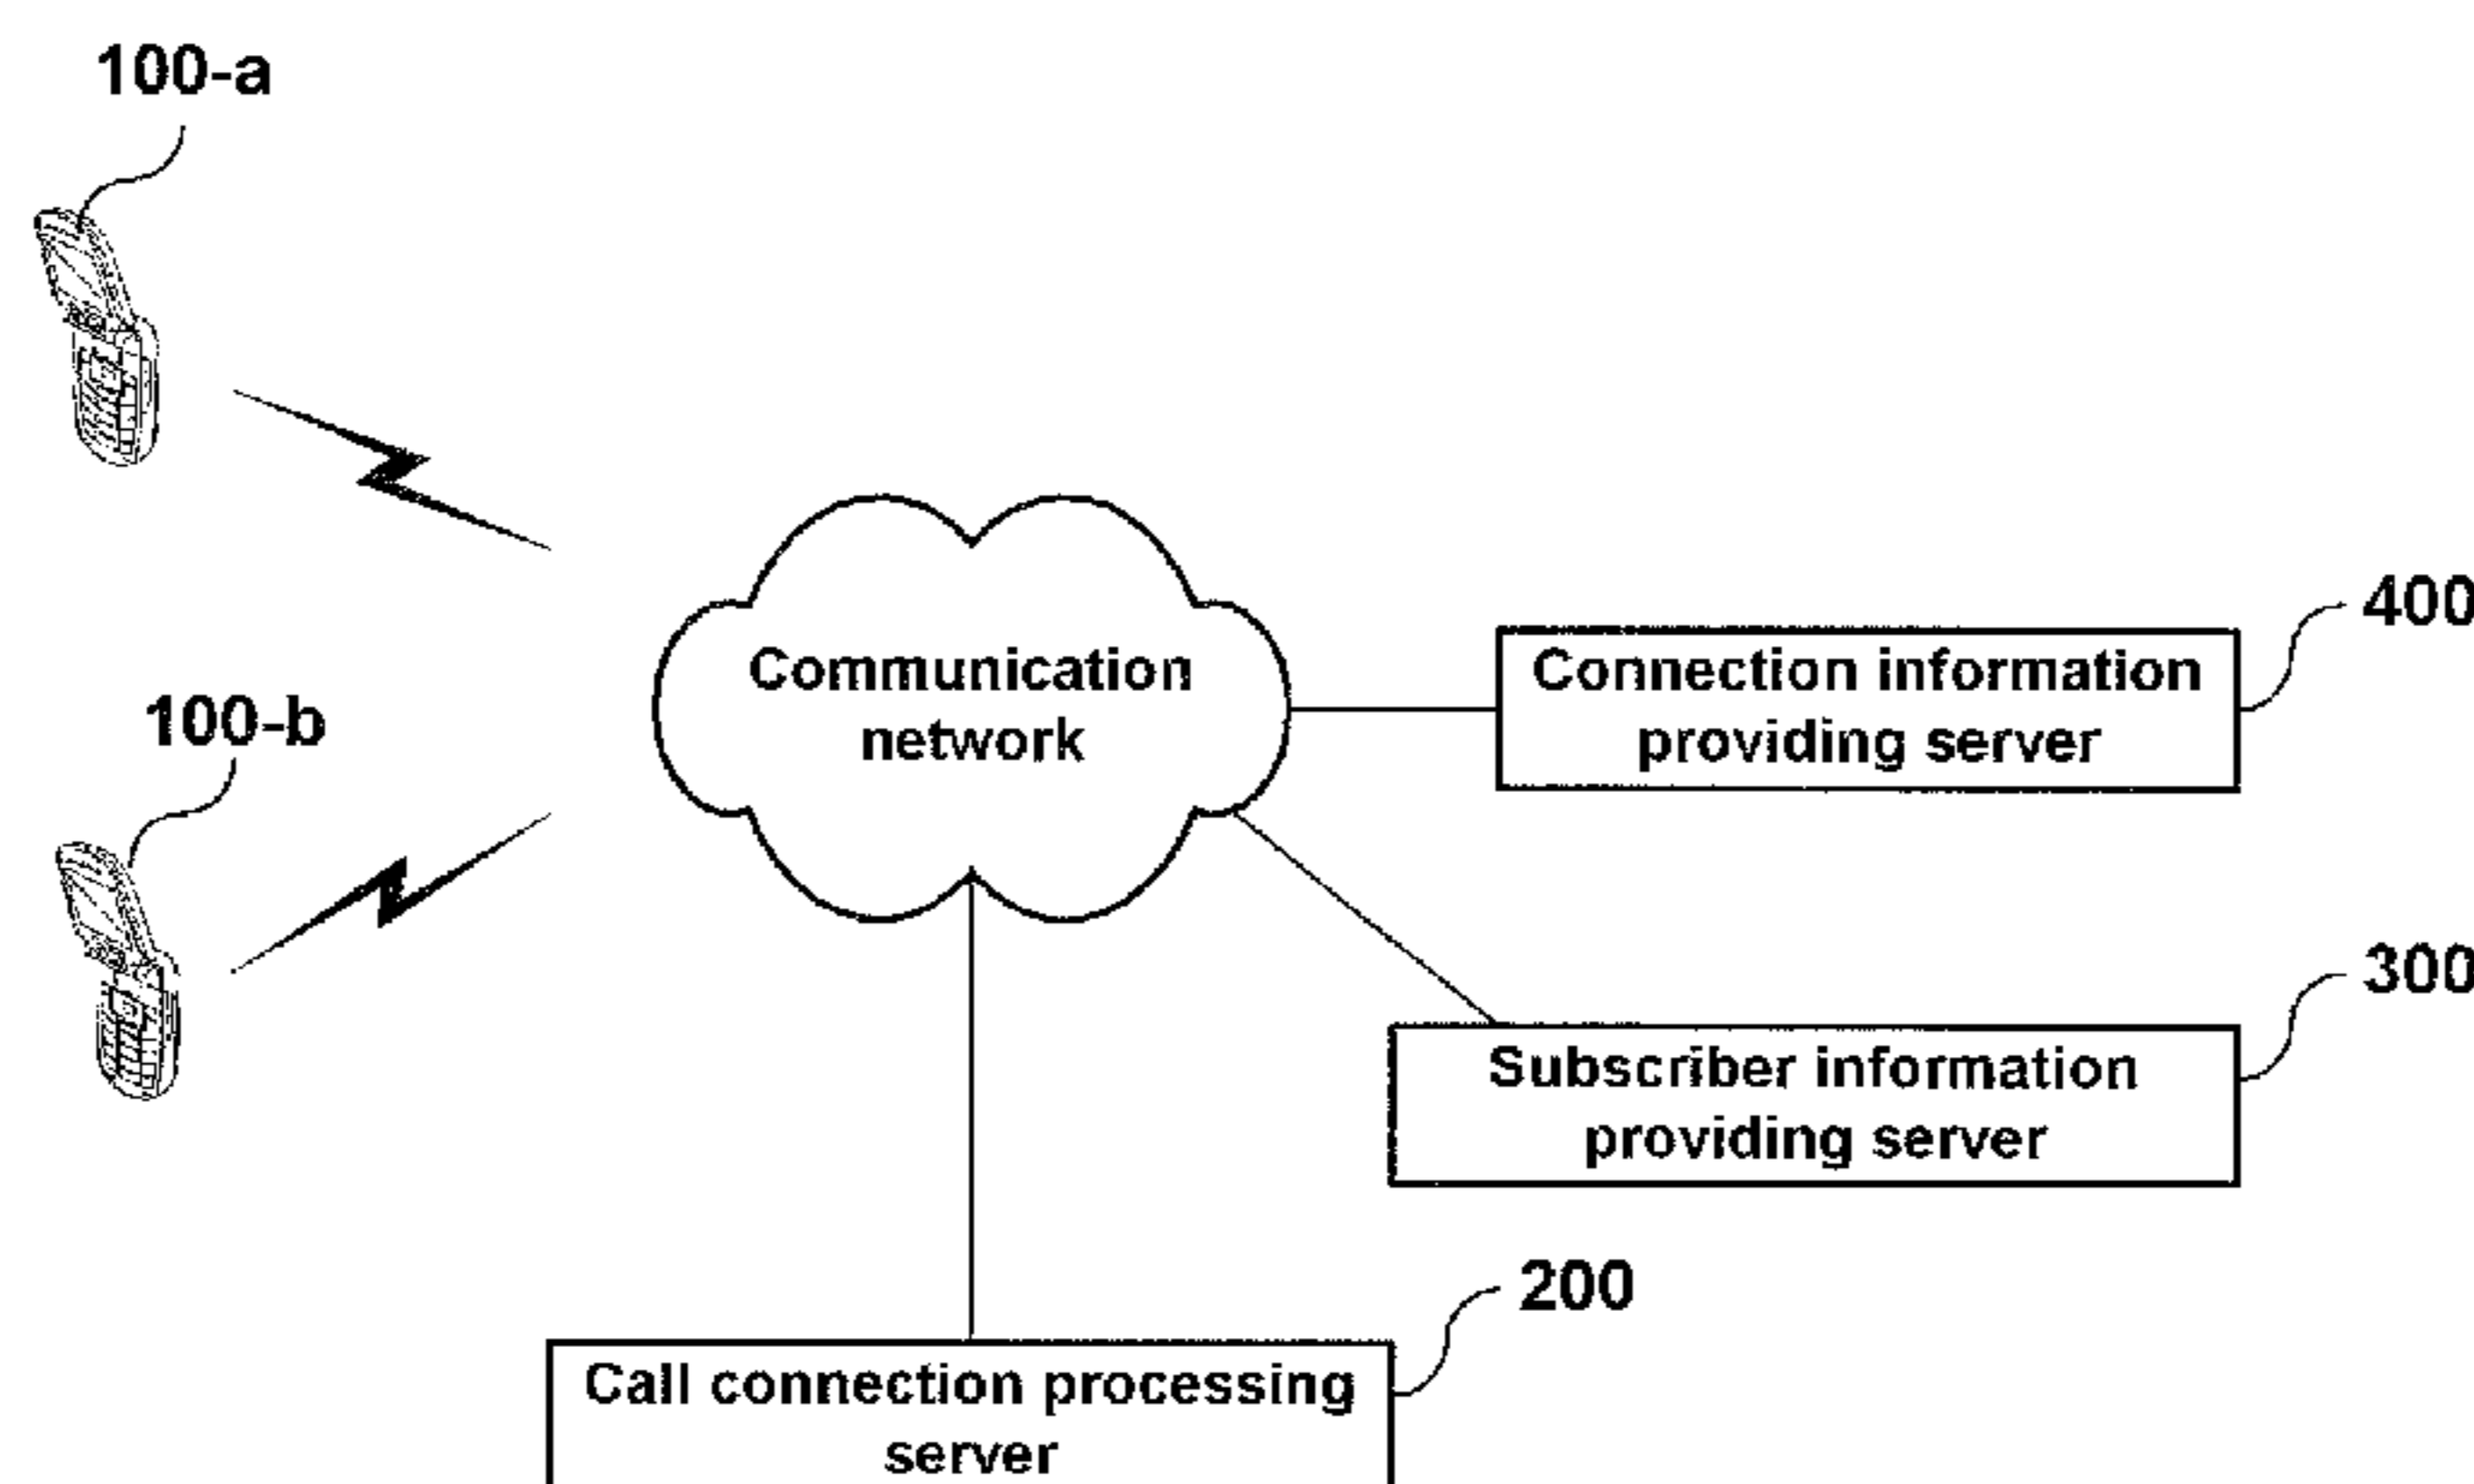 100-a
100-b
Communication
network
400
Connection information
providing server
300
Subscriber information
providing server
200
Call connection processing
server